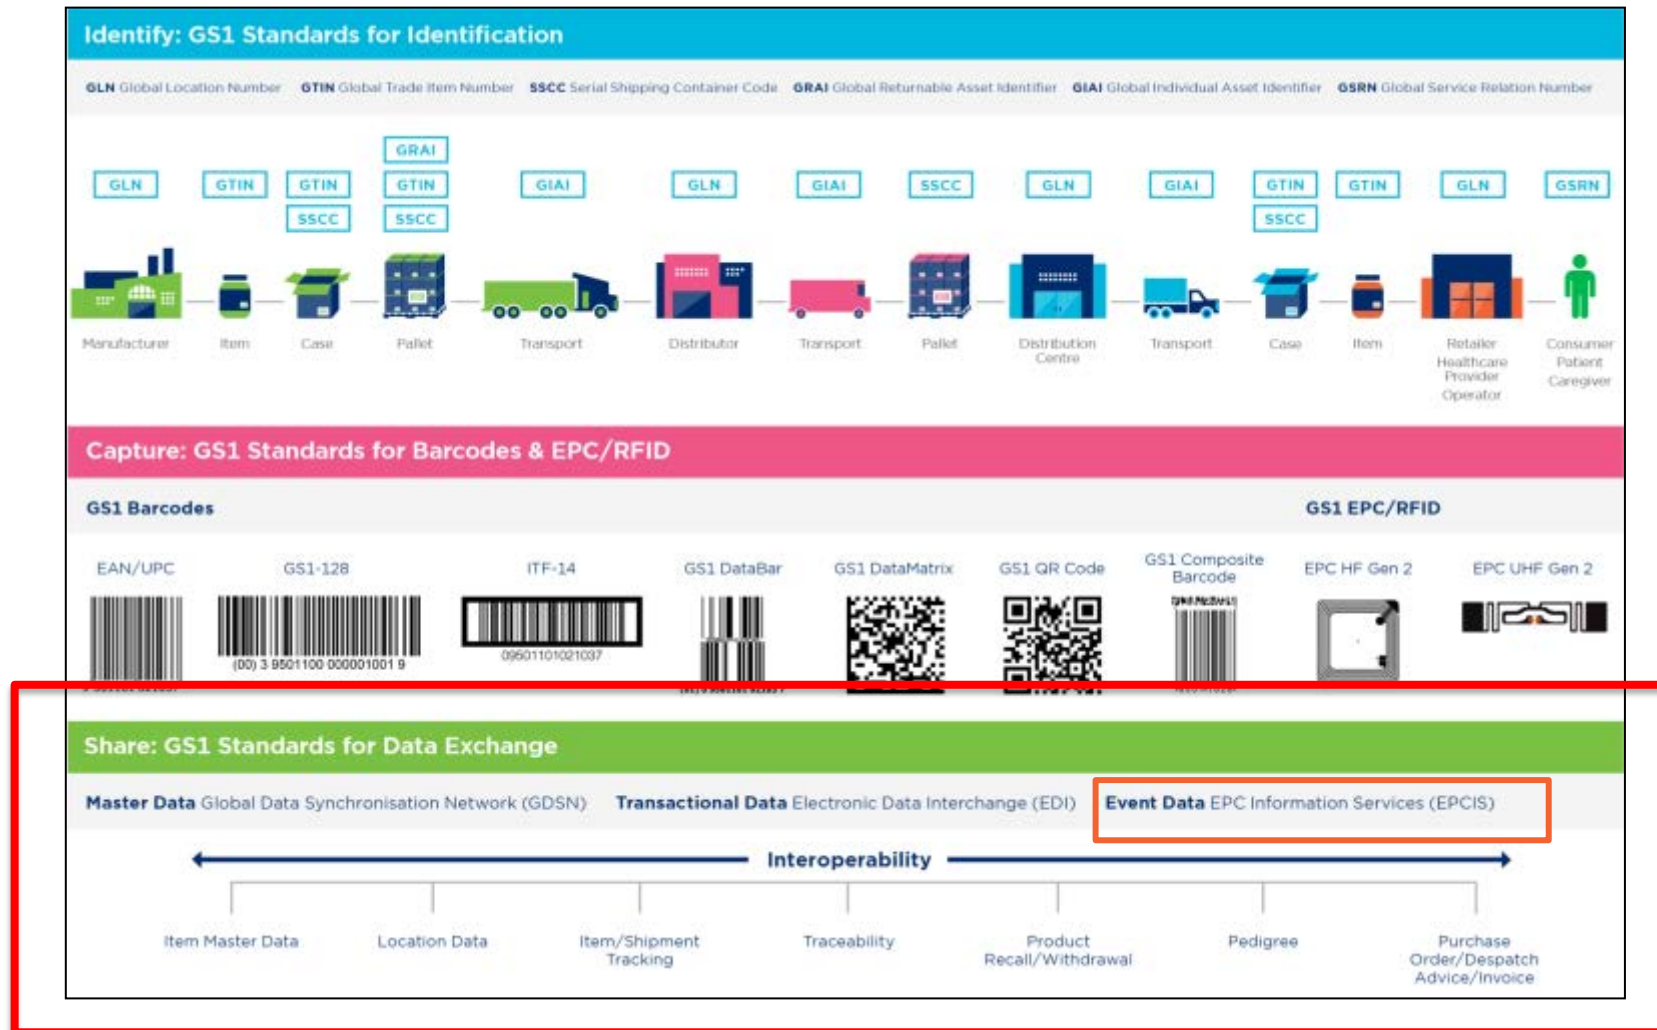 Identify: GS1 Standards for Identification
GLN Global Location Number GTIN Global Trade Item Number SSCC Serial Shipping Container Code GRAI Global Returnable Asset Identifier GIAI Global Individual Asset Identifier GSRN Global Service Relation Number
GRAI
GLN GTIN GTIN GTIN GIAI GLN GIAI SSCC GLN GIAI GTIN GTIN GLN GSRN
SSCC SSCC SSCC
Manufacturer Item Case Pallet Transport Distributor Transport Pallet Distribution Transport Case Item Retailer Consumer
Centre Healthcare Patient
Provider Caregiver
Operator
Capture: GS1 Standards for Barcodes & EPC/RFID
GS1 Barcodes GS1 EPC/RFID
EAN/UPC GS1-128 ITF-14 GS1 DataBar GS1 DataMatrix GS1 QR Code GS1 Composite EPC HF Gen 2 EPC UHF Gen 2
Barcode
(00) 3 9501100 000001001 9
09501101021037
Share: GS1 Standards for Data Exchange
Master Data Global Data Synchronisation Network (GDSN) Transactional Data Electronic Data Interchange (EDI) Event Data EPC Information Services (EPCIS)
Interoperability
Item Master Data Location Data Item/Shipment Traceability Product Pedigree Purchase
Tracking Recall/Withdrawal Order/Despatch
Advice/Invoice